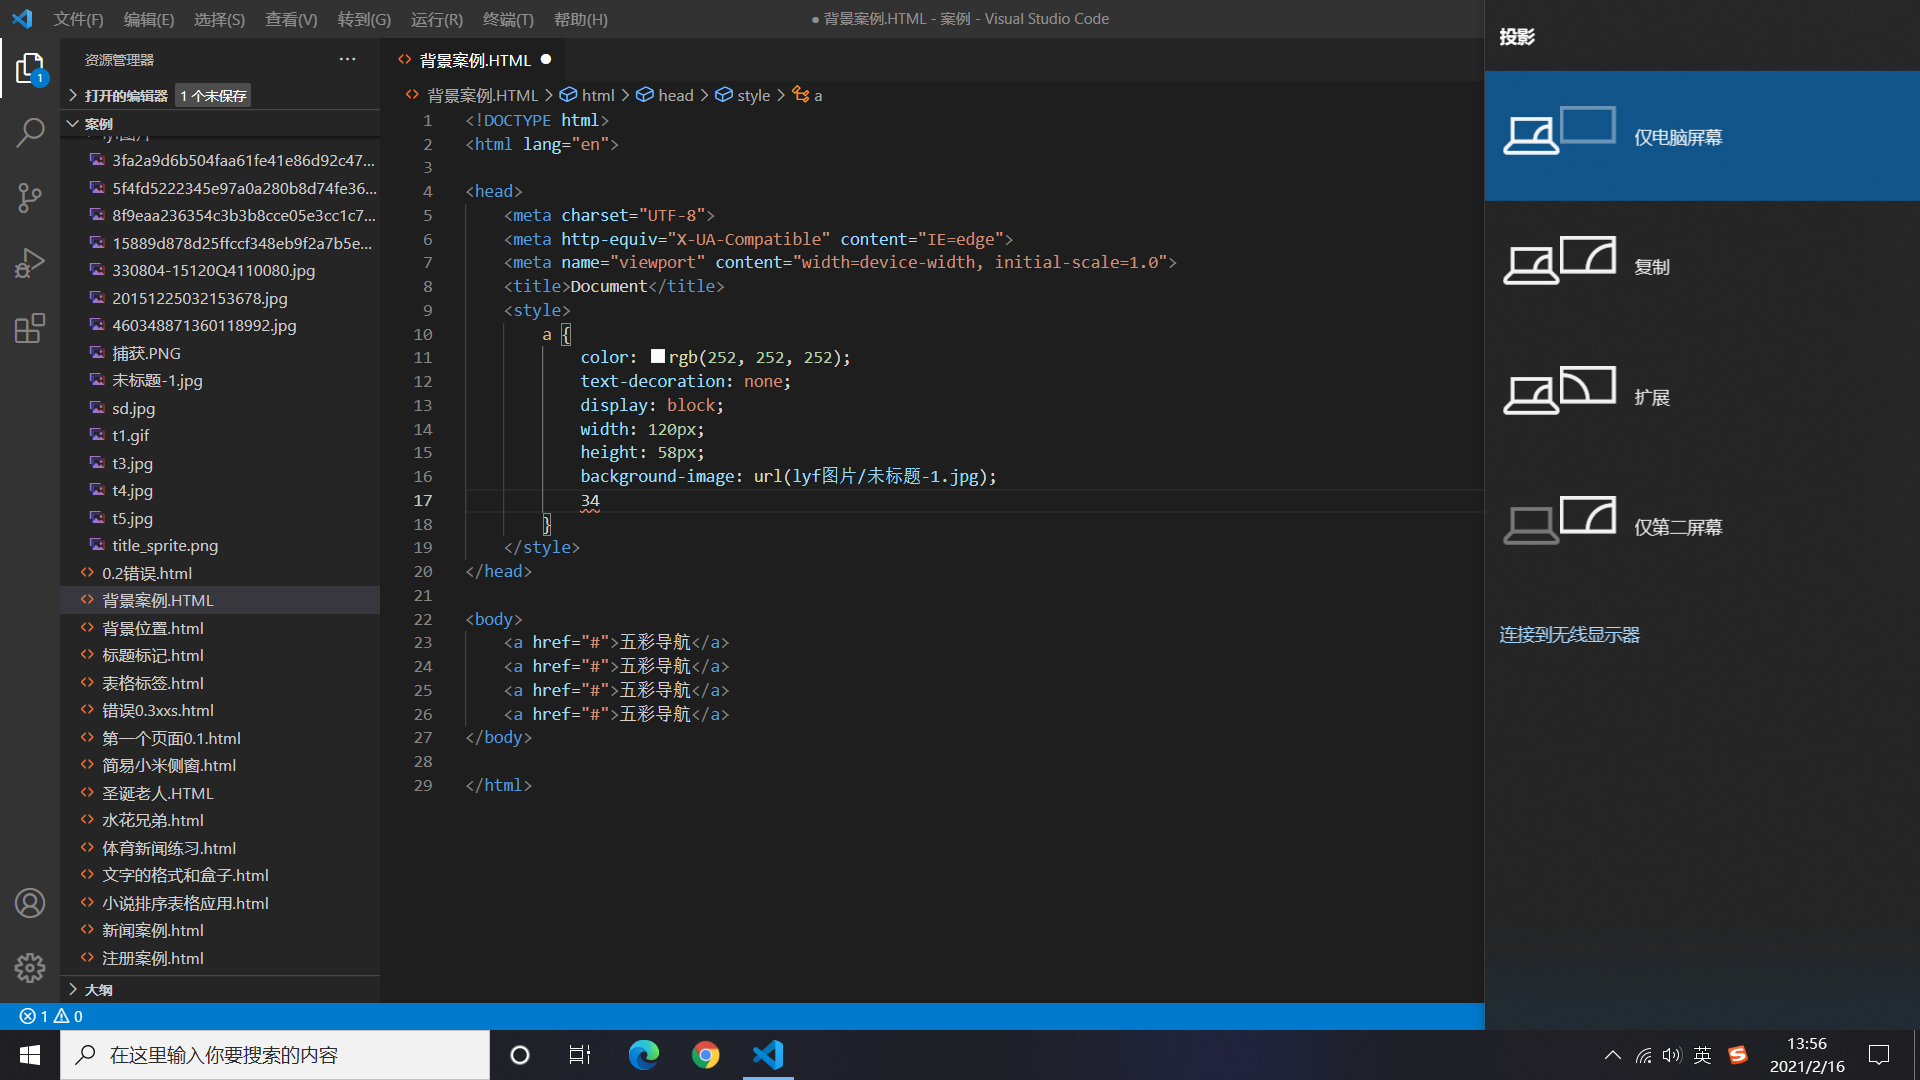 文件(F) 编辑(E) 选择(S) 查看(V) 转到(G) 运行(R) 终端(T) 帮助(H)
● 背景案例.HTML - 案例 - Visual Studio Code
资源管理器 ···
1
打开的编辑器 1 个未保存
案例
3fa2a9d6b504faa61fe41e86d92c47...
5f4fd5222345e97a0a280b8d74fe36...
8f9eaa236354c3b3b8cce05e3cc1c7...
15889d878d25ffccf348eb9f2a7b5e...
330804-15120Q4110080.jpg
20151225032153678.jpg
460348871360118992.jpg
捕获.PNG
未标题-1.jpg
sd.jpg
t1.gif
t3.jpg
t4.jpg
t5.jpg
title_sprite.png
0.2错误.html
背景案例.HTML
背景位置.html
标题标记.html
表格标签.html
错误0.3xxs.html
第一个页面0.1.html
简易小米侧窗.html
圣诞老人.HTML
水花兄弟.html
体育新闻练习.html
文字的格式和盒子.html
小说排序表格应用.html
新闻案例.html
注册案例.html
大纲
背景案例.HTML ●
背景案例.HTML > html > head > style > a
1 <!DOCTYPE html>
2 <html lang="en">
3
4 <head>
5 <meta charset="UTF-8">
6 <meta http-equiv="X-UA-Compatible" content="IE=edge">
7 <meta name="viewport" content="width=device-width, initial-scale=1.0">
8 <title>Document</title>
9 <style>
10 a {
11 color: rgb(252, 252, 252);
12 text-decoration: none;
13 display: block;
14 width: 120px;
15 height: 58px;
16 background-image: url(lyf图片/未标题-1.jpg);
17 34
18 }
19 </style>
20 </head>
21
22 <body>
23 <a href="#">五彩导航</a>
24 <a href="#">五彩导航</a>
25 <a href="#">五彩导航</a>
26 <a href="#">五彩导航</a>
27 </body>
28
29 </html>
投影
仅电脑屏幕
复制
扩展
仅第二屏幕
连接到无线显示器
1 0
在这里输入你要搜索的内容
英
13:56
2021/2/16